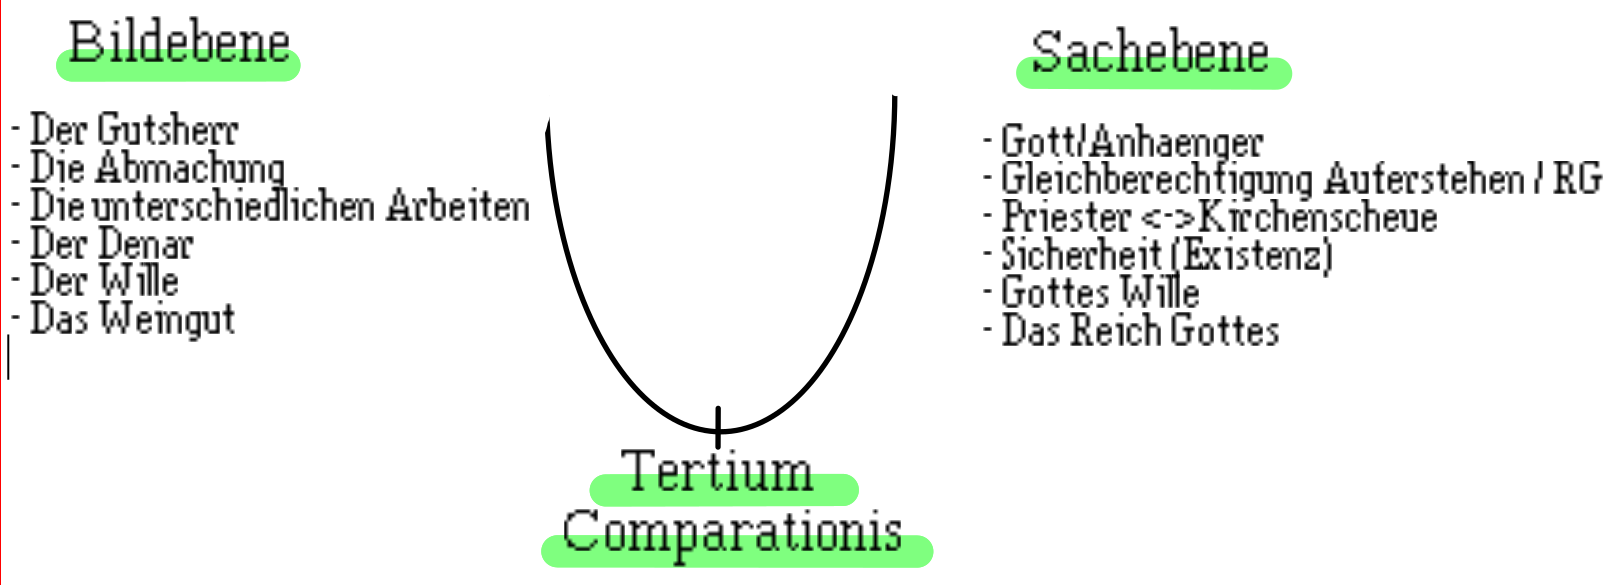 Bildebene
- Der Gutsherr
- Die Abmachung
- Die unterschiedlichen Arbeiten
- Der Denar
- Der Wille
- Das Weingut
Sachebene
- Gott/Anhaenger
- Gleichberechtigung Auferstehen / RG
- Priester <->Kirchenscheue
- Sicherheit (Existenz)
- Gottes Wille
- Das Reich Gottes
Tertium
Comparationis